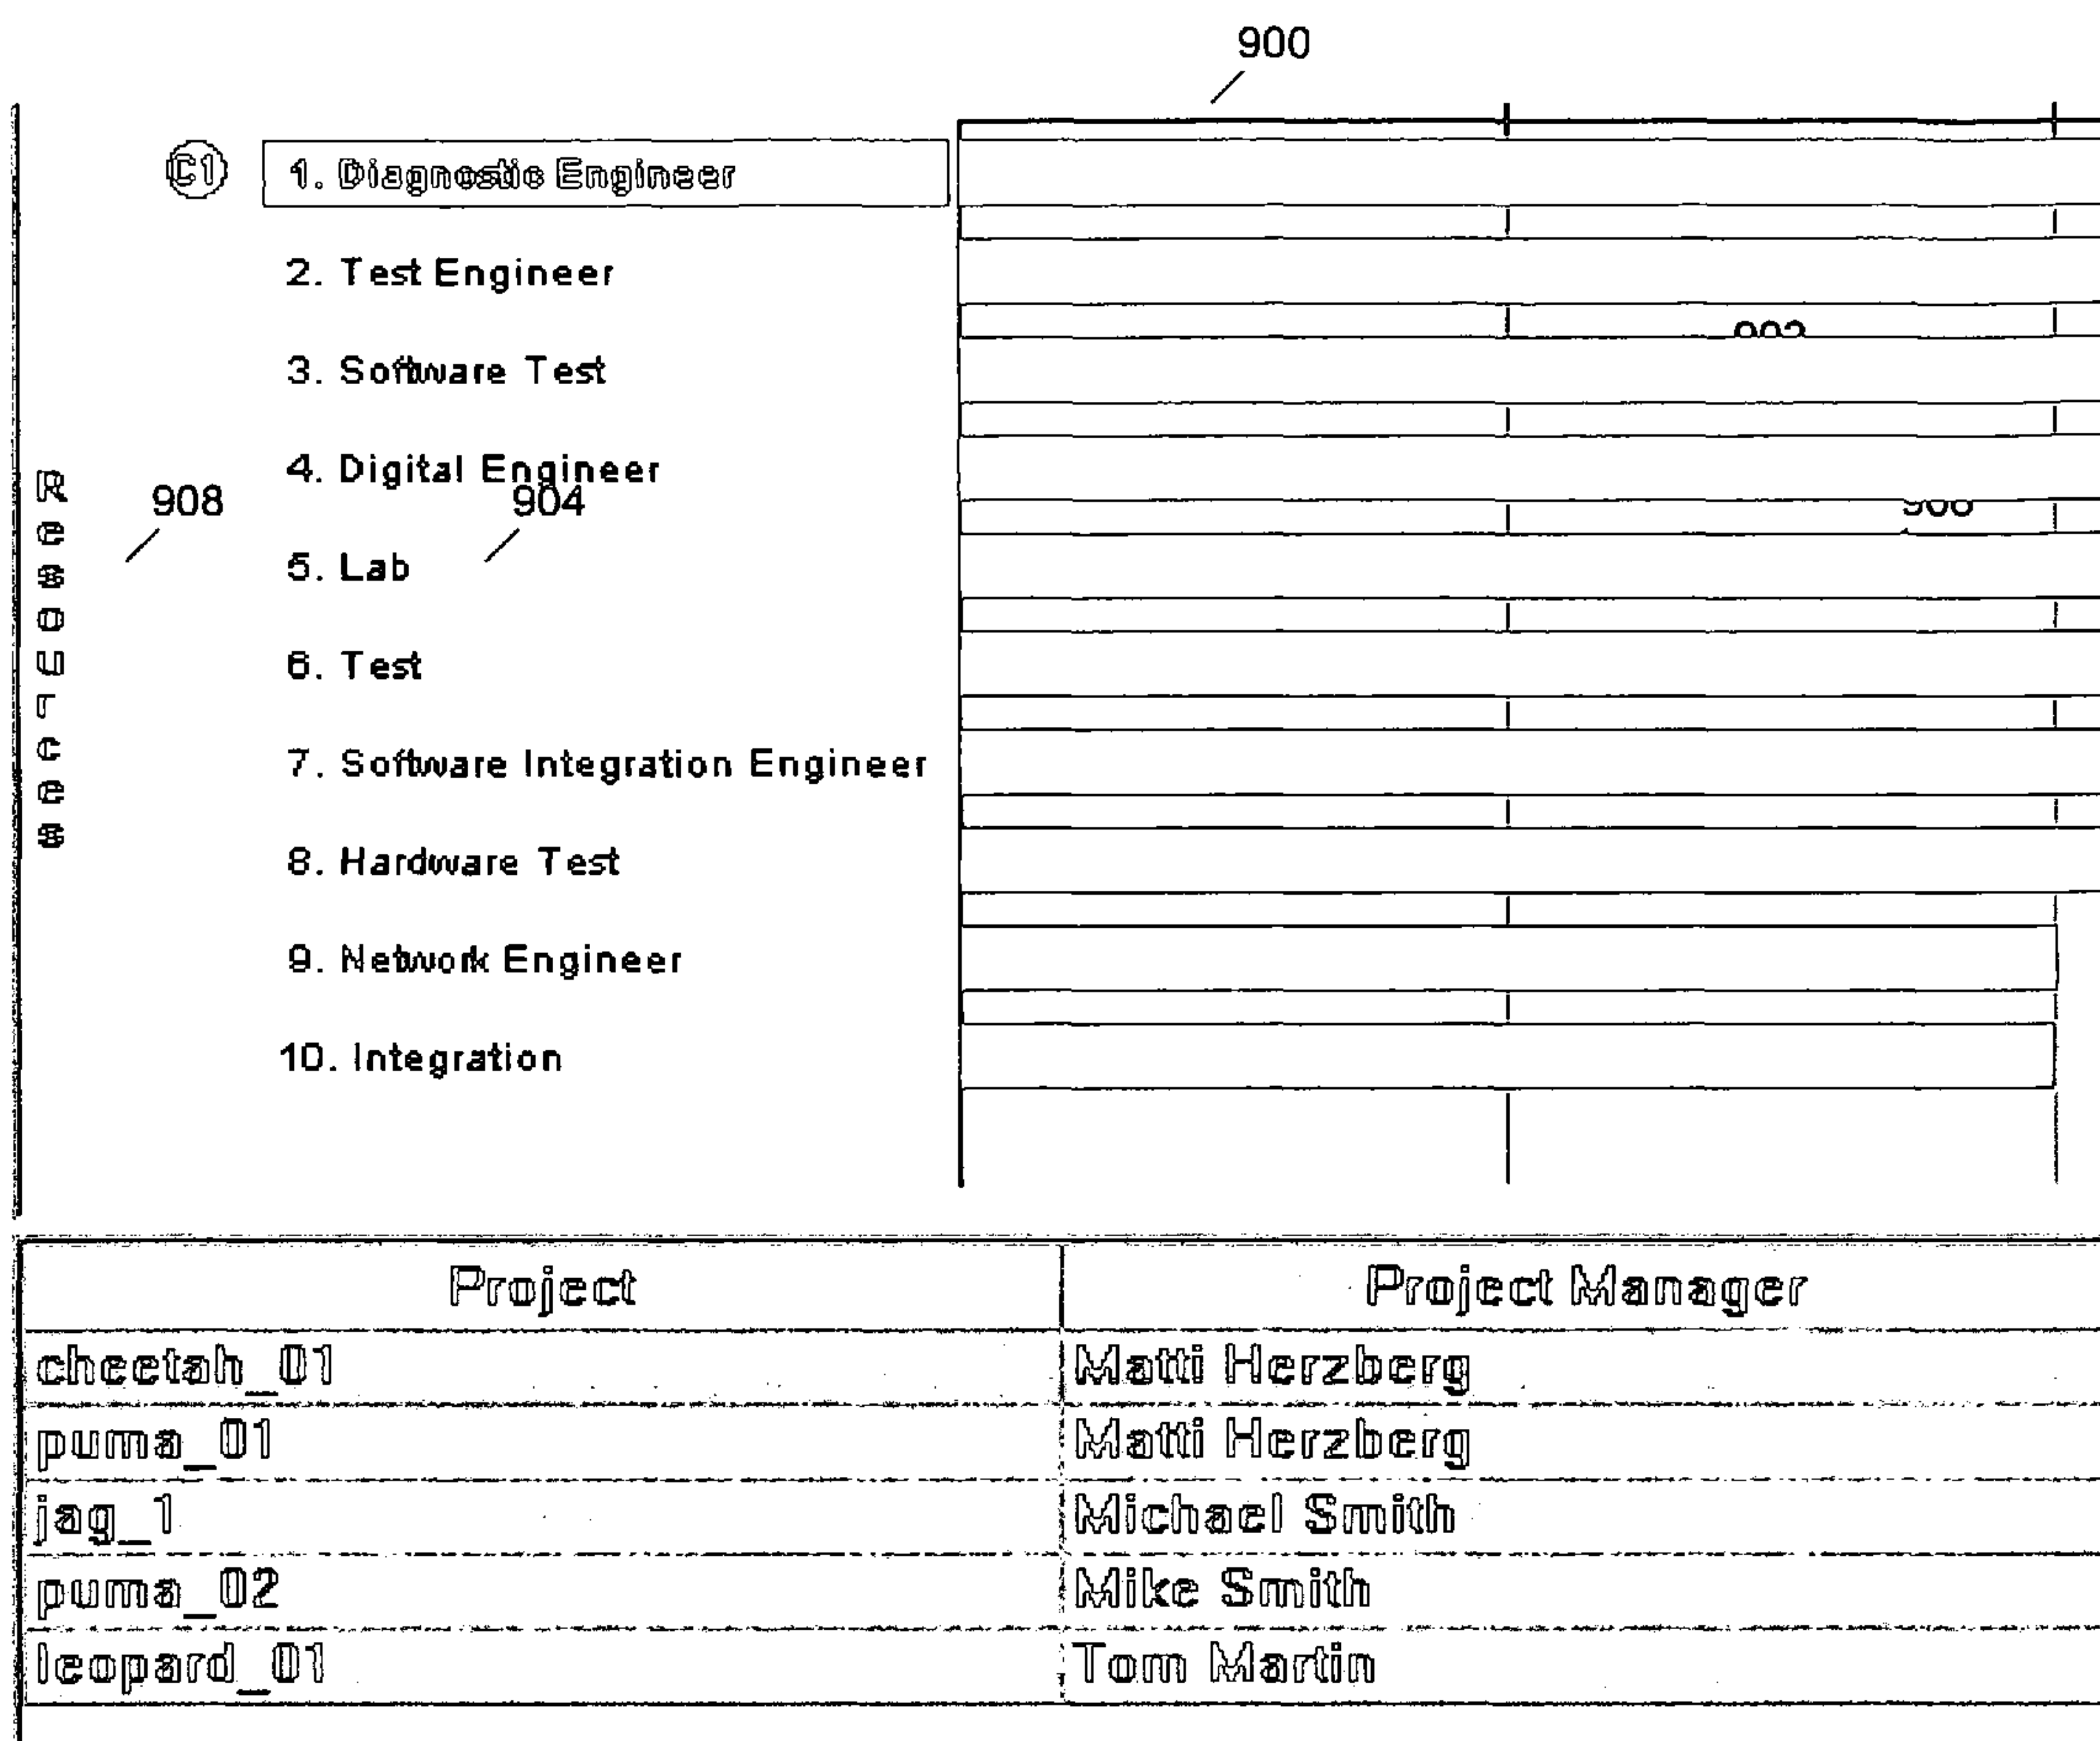 900
C1 1. Diagnostic Engineer
2. Test Engineer
3. Software Test
4. Digital Engineer
Resources
908
904
5. Lab
6. Test
7. Software Integration Engineer
8. Hardware Test
9. Network Engineer
10. Integration
Project Project Manager
cheetah_01 Matti Herzberg
puma_01 Matti Herzberg
jag_1 Michael Smith
puma_02 Mike Smith
leopard_01 Tom Martin